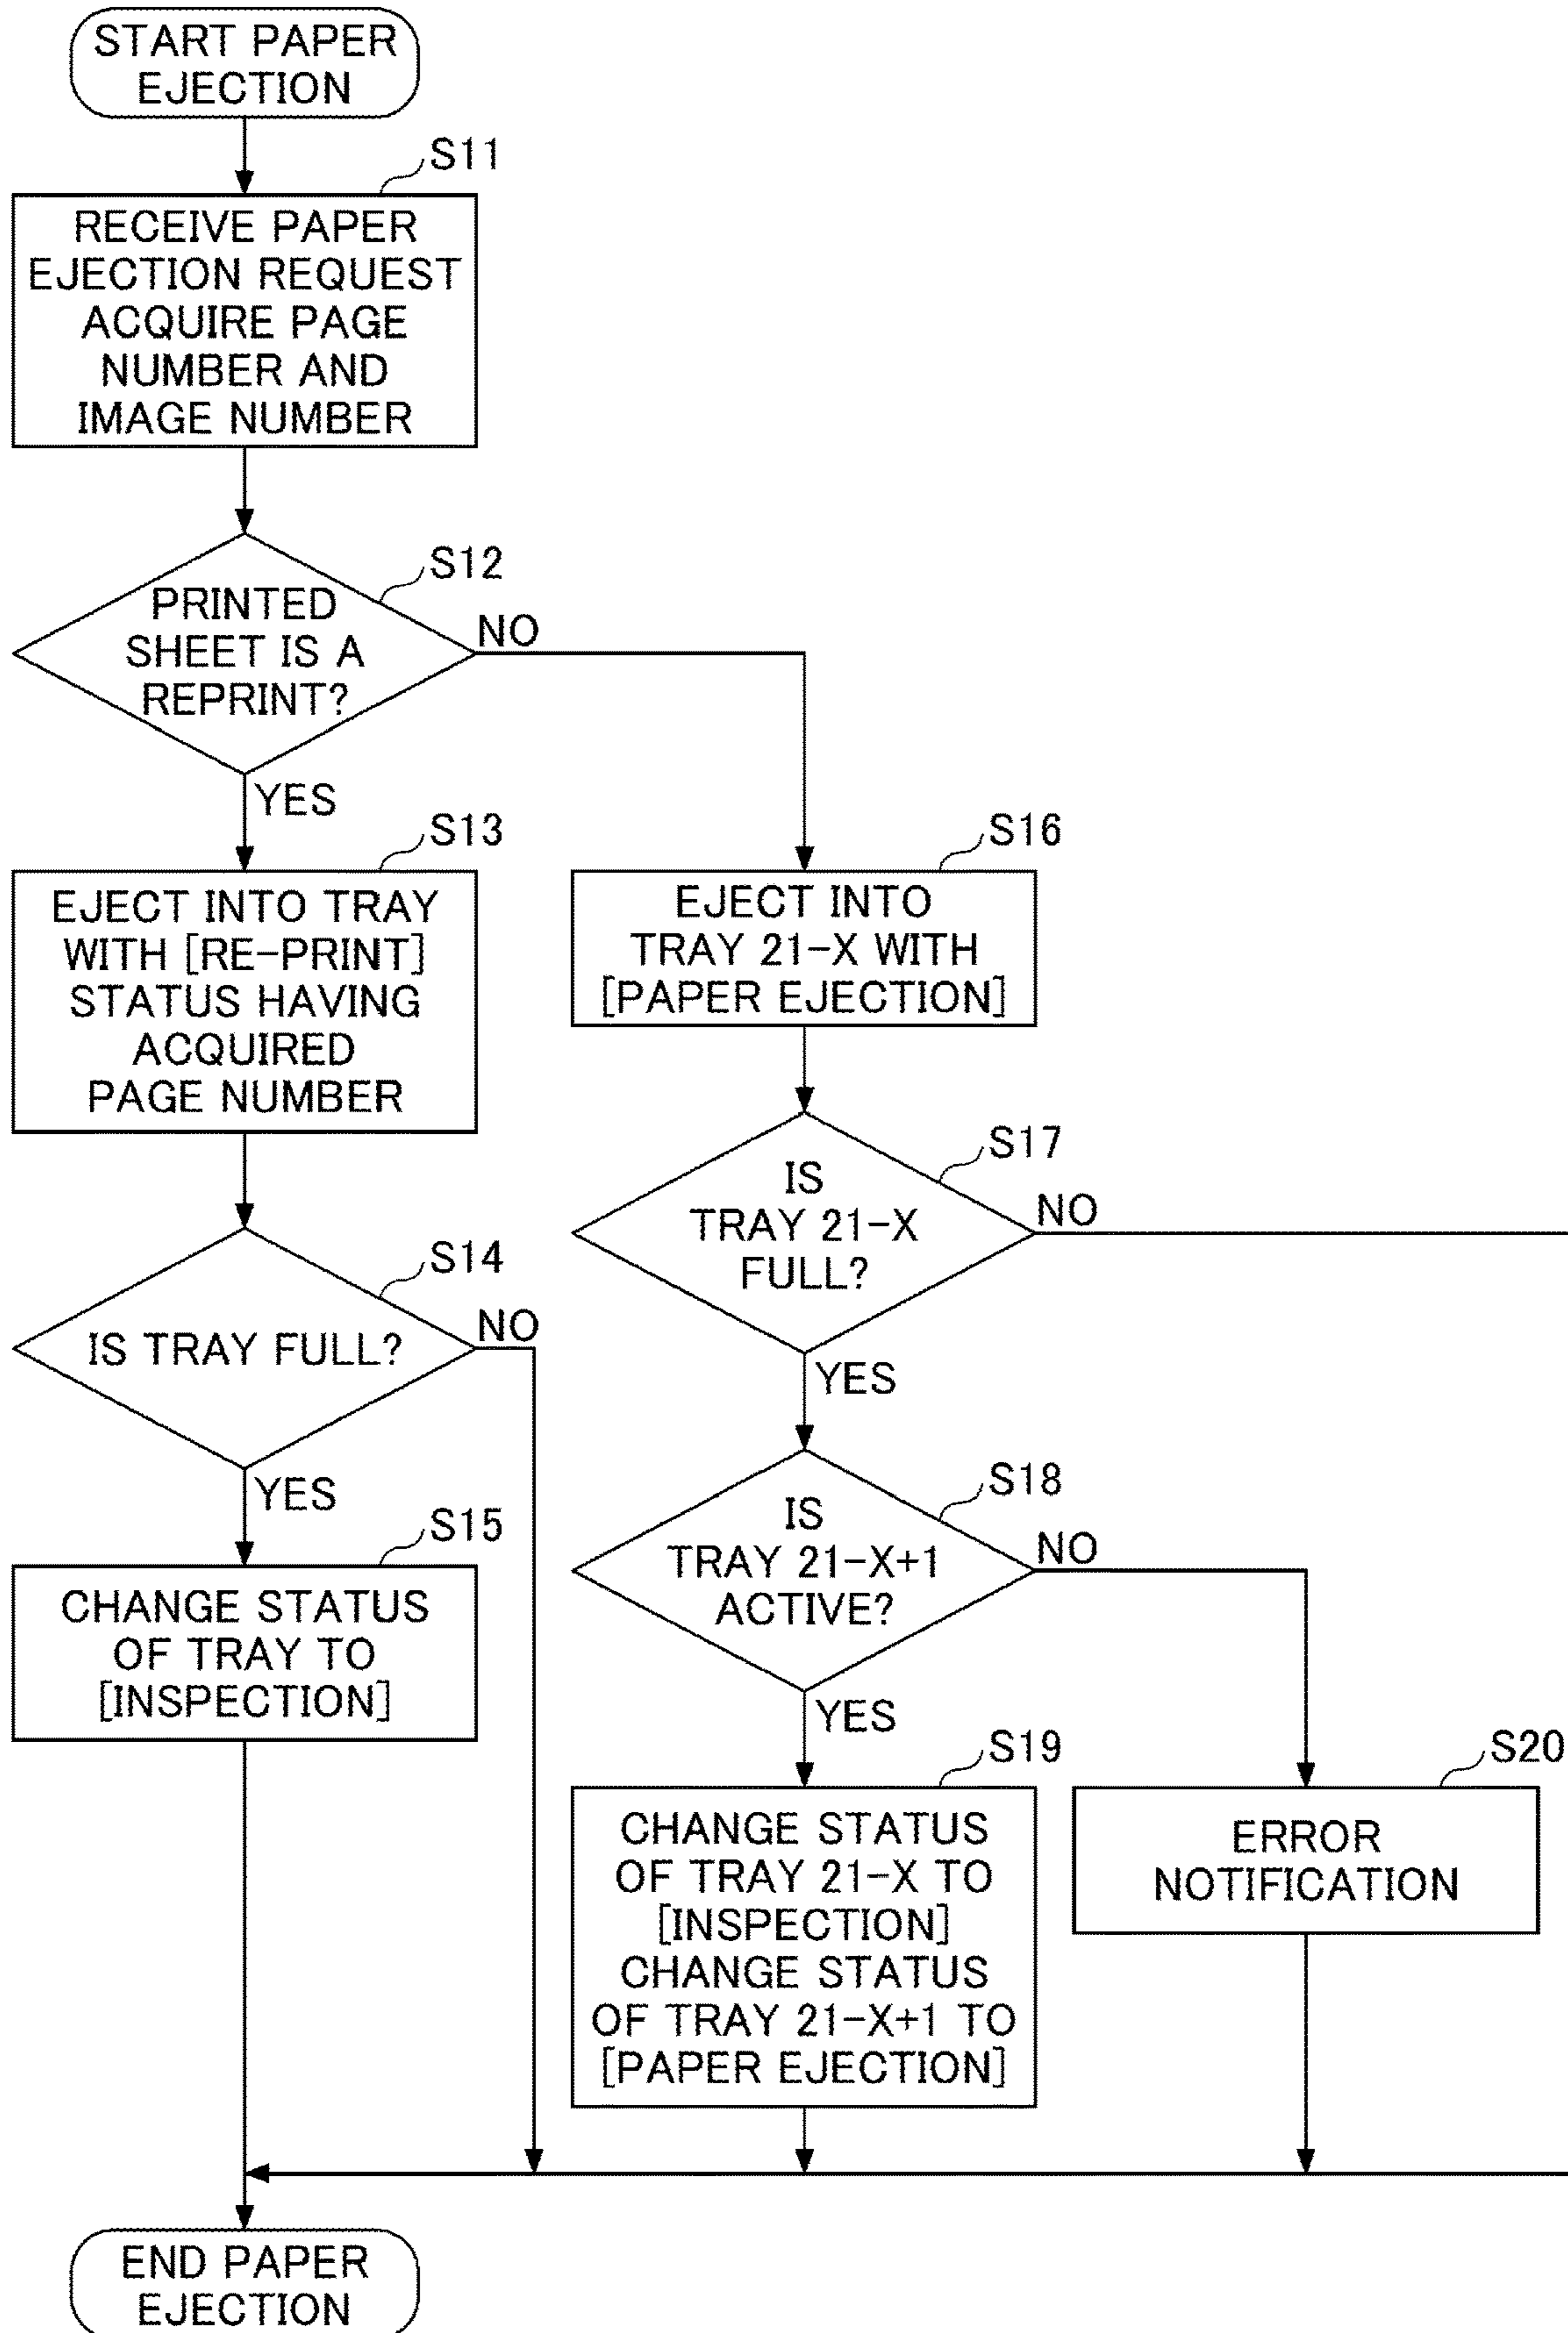 START PAPER
EJECTION
S11
RECEIVE PAPER
EJECTION REQUEST
ACQUIRE PAGE
NUMBER AND
IMAGE NUMBER
S12
PRINTED
SHEET IS A
REPRINT?
NO
YES
S13
EJECT INTO TRAY
WITH [RE-PRINT]
STATUS HAVING
ACQUIRED
PAGE NUMBER
S14
IS TRAY FULL?
NO
YES
S15
CHANGE STATUS
OF TRAY TO
[INSPECTION]
S16
EJECT INTO
TRAY 21-X WITH
[PAPER EJECTION]
S17
IS
TRAY 21-X
FULL?
NO
YES
S18
IS
TRAY 21-X+1
ACTIVE?
NO
YES
S19
CHANGE STATUS
OF TRAY 21-X TO
[INSPECTION]
CHANGE STATUS
OF TRAY 21-X+1 TO
[PAPER EJECTION]
S20
ERROR
NOTIFICATION
END PAPER
EJECTION